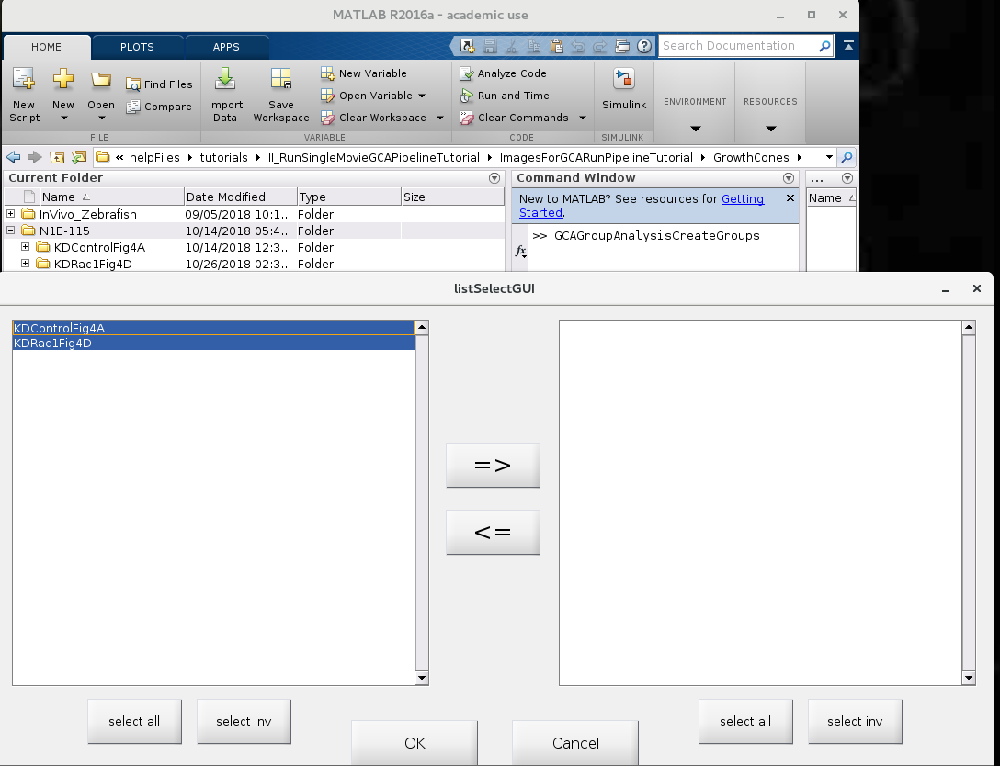 MATLAB R2016a - academic use
HOME PLOTS APPS
Search Documentation
New Script
New
Open
Find Files
Compare
Import Data
Save Workspace
New Variable
Open Variable
Clear Workspace
Analyze Code
Run and Time
Clear Commands
Simulink
ENVIRONMENT
RESOURCES
FILE
VARIABLE
CODE
SIMULINK
« helpFiles tutorials II_RunSingleMovieGCAPipelineTutorial ImagesForGCARunPipelineTutorial GrowthCones
Current Folder
Name Date Modified Type Size
InVivo_Zebrafish 09/05/2018 10:1... Folder
N1E-115 10/14/2018 05:4... Folder
KDControlFig4A 10/14/2018 12:3... Folder
KDRac1Fig4D 10/26/2018 02:3... Folder
Command Window
New to MATLAB? See resources for Getting
Started.
fx >> GCAGroupAnalysisCreateGroups
...
Name
listSelectGUI
KDControlFig4A
KDRac1Fig4D
=>
<=
select all select inv
select all select inv
OK Cancel